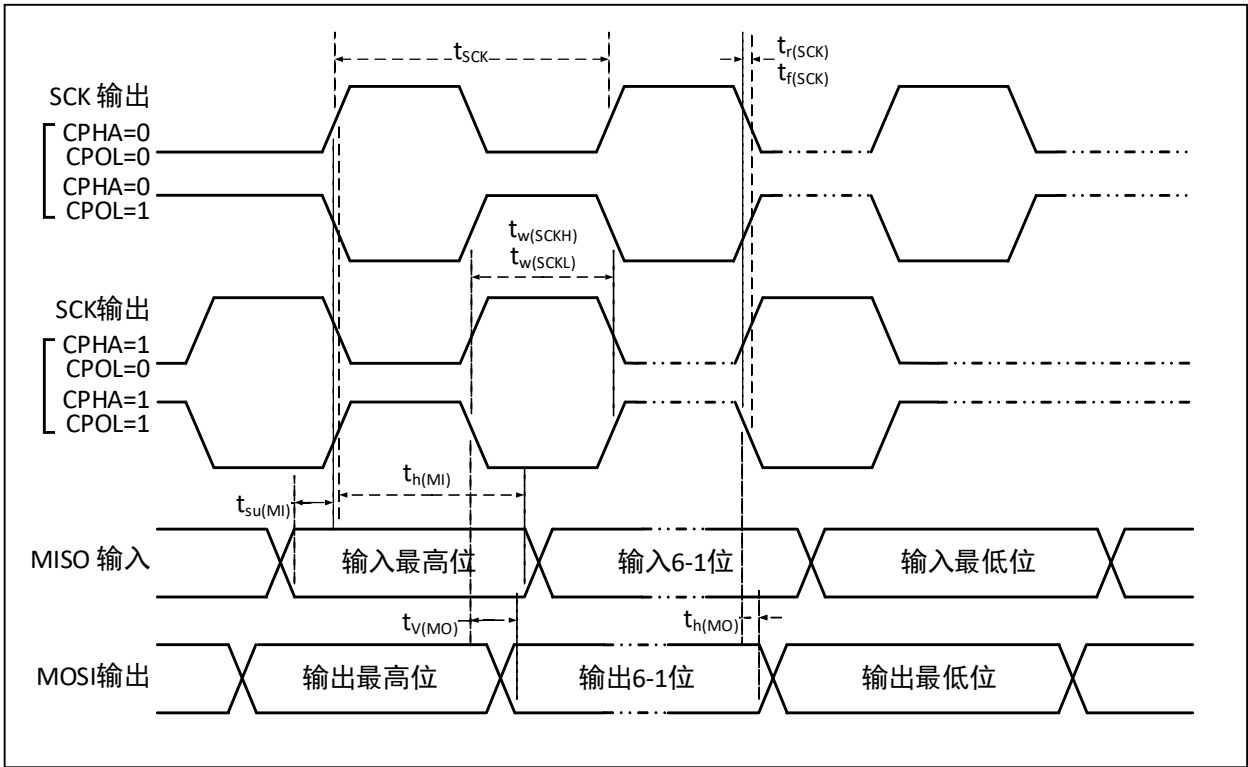 tSCK
tr(SCK)
tf(SCK)
SCK 输出
CPHA=0
CPOL=0
CPHA=0
CPOL=1
tw(SCKH)
tw(SCKL)
SCK输出
CPHA=1
CPOL=0
CPHA=1
CPOL=1
th(MI)
tsu(MI)
MISO 输入
输入最高位
输入6-1位
输入最低位
tV(MO)
th(MO)
MOSI输出
输出最高位
输出6-1位
输出最低位